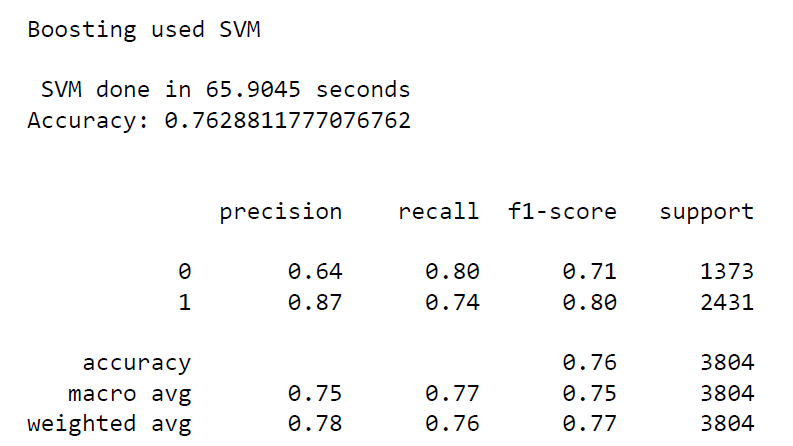 Boosting used SVM
SVM done in 65.9045 seconds
Accuracy: 0.7628811777076762
precision recall f1-score support
0 0.64 0.80 0.71 1373
1 0.87 0.74 0.80 2431
accuracy 0.76 3804
macro avg 0.75 0.77 0.75 3804
weighted avg 0.78 0.76 0.77 3804